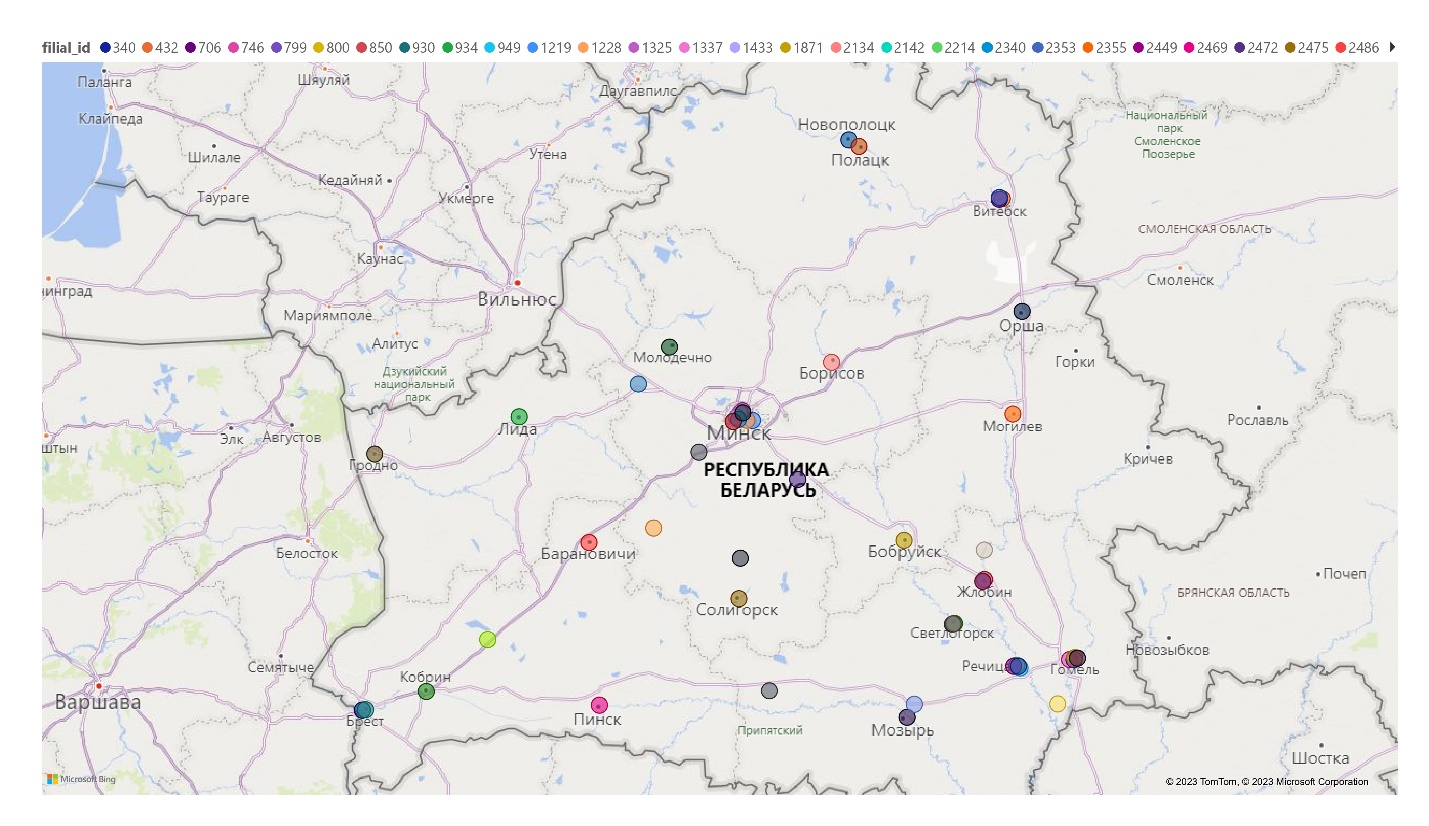 filial_id 340 432 706 746 799 800 850 930 934 949 1219 1228 1325 1337 1433 1871 2134 2142 2214 2340 2353 2355 2449 2469 2472 2475 2486
Паланга
Шяуляй
Даугавпилс
Клайпеда
Национальный
парк
Смоленское
Поозерье
Новополоцк
Шилале
Утена
Полацк
Кедайняй
Таураге
Укмерге
Витебск
СМОЛЕНСКАЯ ОБЛАСТЬ
Каунас
Смоленск
нинград
Вильнюс
Мариямполе
Орша
Алитус
Молодечно
Горки
Дзукийский
национальный
парк
Борисов
Рославль
Лида
Могилев
Минск
Элк
Августов
штын
Кричев
Гродно
РЕСПУБЛИКА
БЕЛАРУСЬ
Белосток
Барановичи
Бобруйск
Почеп
Жлобин
БРЯНСКАЯ ОБЛАСТЬ
Солигорск
Светлогорск
Новозыбков
Семятыче
Речица
Гомель
Кобрин
Варшава
Брест
Пинск
Припятский
Мозырь
Шостка
Microsoft Bing
© 2023 TomTom, © 2023 Microsoft Corporation